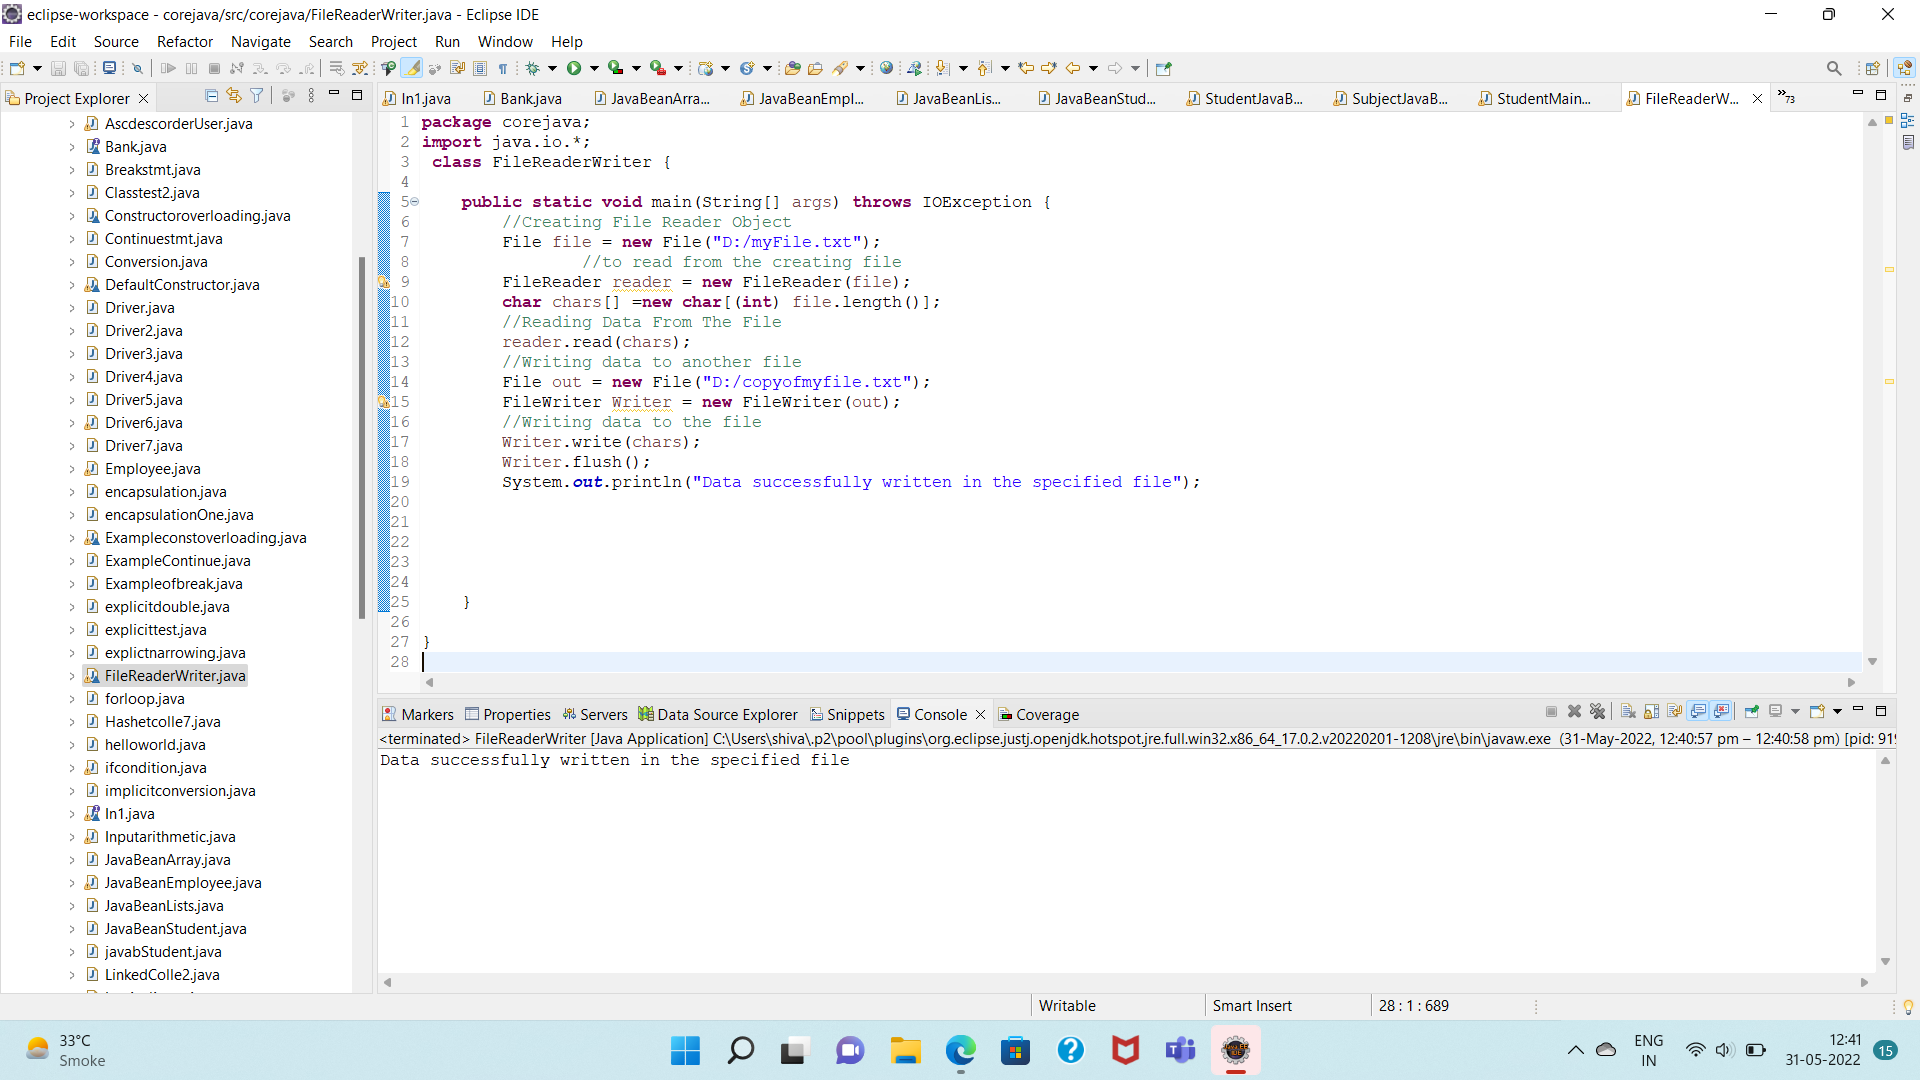 eclipse-workspace - corejava/src/corejava/FileReaderWriter.java - Eclipse IDE
File Edit Source Refactor Navigate Search Project Run Window Help
Project Explorer
In1.java Bank.java JavaBeanArra... JavaBeanEmpl... JavaBeanLis... JavaBeanStud... StudentJavaB... SubjectJavaB... StudentMain... FileReaderW... »73
AscdescorderUser.java
Bank.java
Breakstmt.java
Classtest2.java
Constructoroverloading.java
Continuestmt.java
Conversion.java
DefaultConstructor.java
Driver.java
Driver2.java
Driver3.java
Driver4.java
Driver5.java
Driver6.java
Driver7.java
Employee.java
encapsulation.java
encapsulationOne.java
Exampleconstoverloading.java
ExampleContinue.java
Exampleofbreak.java
explicitdouble.java
explicittest.java
explictnarrowing.java
FileReaderWriter.java
forloop.java
Hashetcolle7.java
helloworld.java
ifcondition.java
implicitconversion.java
In1.java
Inputarithmetic.java
JavaBeanArray.java
JavaBeanEmployee.java
JavaBeanLists.java
JavaBeanStudent.java
javabStudent.java
LinkedColle2.java
1 package corejava;
2 import java.io.*;
3 class FileReaderWriter {
4
5 public static void main(String[] args) throws IOException {
6 //Creating File Reader Object
7 File file = new File("D:/myFile.txt");
8 //to read from the creating file
9 FileReader reader = new FileReader(file);
10 char chars[] =new char[(int) file.length()];
11 //Reading Data From The File
12 reader.read(chars);
13 //Writing data to another file
14 File out = new File("D:/copyofmyfile.txt");
15 FileWriter Writer = new FileWriter(out);
16 //Writing data to the file
17 Writer.write(chars);
18 Writer.flush();
19 System.out.println("Data successfully written in the specified file");
20
21
22
23
24
25 }
26
27 }
28
Markers Properties Servers Data Source Explorer Snippets Console Coverage
<terminated> FileReaderWriter [Java Application] C:\Users\shiva\.p2\pool\plugins\org.eclipse.justj.openjdk.hotspot.jre.full.win32.x86_64_17.0.2.v20220201-1208\jre\bin\javaw.exe (31-May-2022, 12:40:57 pm – 12:40:58 pm) [pid: 91
Data successfully written in the specified file
Writable Smart Insert 28 : 1 : 689
33°C
Smoke
ENG
IN
12:41
31-05-2022
15